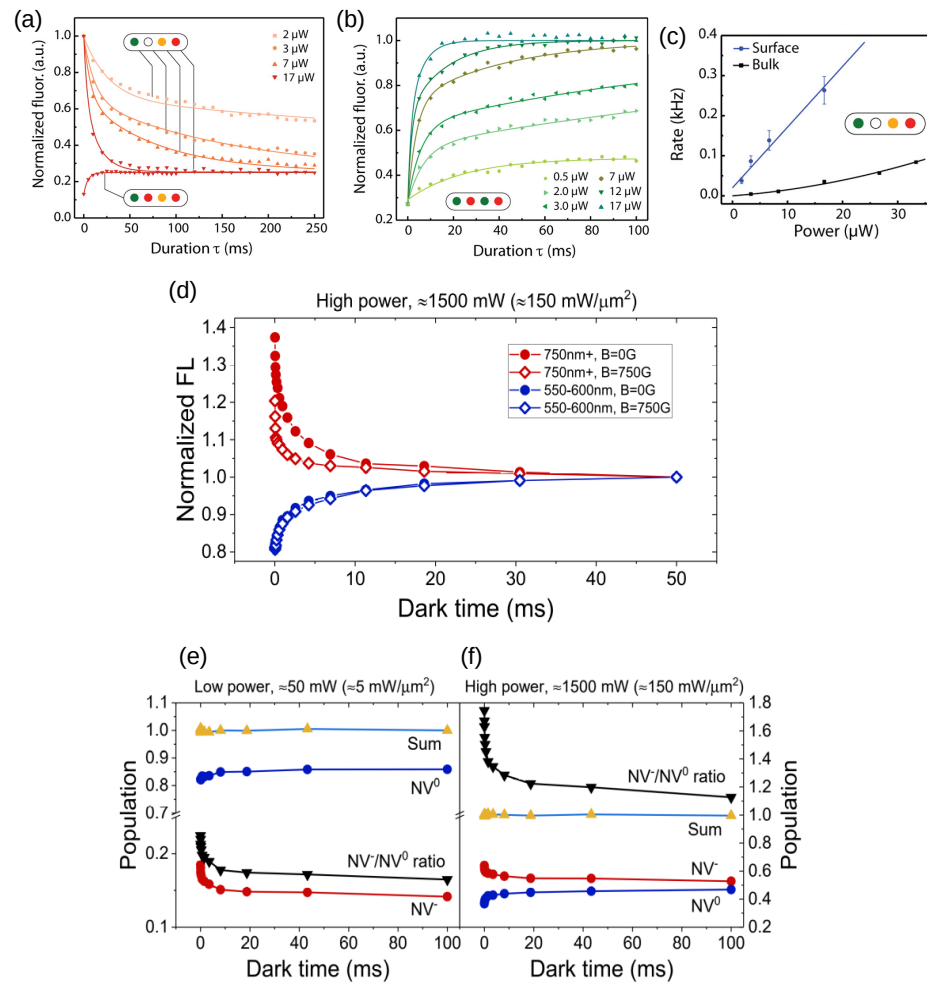 (a)
Normalized fluor. (a.u.)
1.0
0.8
0.6
0.4
0.2
0.0
2 µW
3 µW
7 µW
17 µW
0 50 100 150 200 250
Duration τ (ms)
(b)
Normalized fluor. (a.u.)
1.0
0.8
0.6
0.4
0.2
0.5 µW 7 µW
2.0 µW 12 µW
3.0 µW 17 µW
0 20 40 60 80 100
Duration τ (ms)
(c)
Rate (kHz)
0.4
0.3
0.2
0.1
0.0
Surface
Bulk
0 10 20 30
Power (µW)
(d)
High power, ≈1500 mW (≈150 mW/µm²)
Normalized FL
1.4
1.3
1.2
1.1
1.0
0.9
0.8
750nm+, B=0G
750nm+, B=750G
550-600nm, B=0G
550-600nm, B=750G
0 10 20 30 40 50
Dark time (ms)
(e)
Low power, ≈50 mW (≈5 mW/µm²)
Population
1.1
1.0
0.9
0.8
0.7
0.2
0.1
Sum
NV⁰
NV⁻/NV⁰ ratio
NV⁻
0 20 40 60 80 100
Dark time (ms)
(f)
High power, ≈1500 mW (≈150 mW/µm²)
NV⁻/NV⁰ ratio
Sum
NV⁻
NV⁰
1.8
1.6
1.4
1.2
1.0
0.8
0.6
0.4
0.2
Population
0 20 40 60 80 100
Dark time (ms)